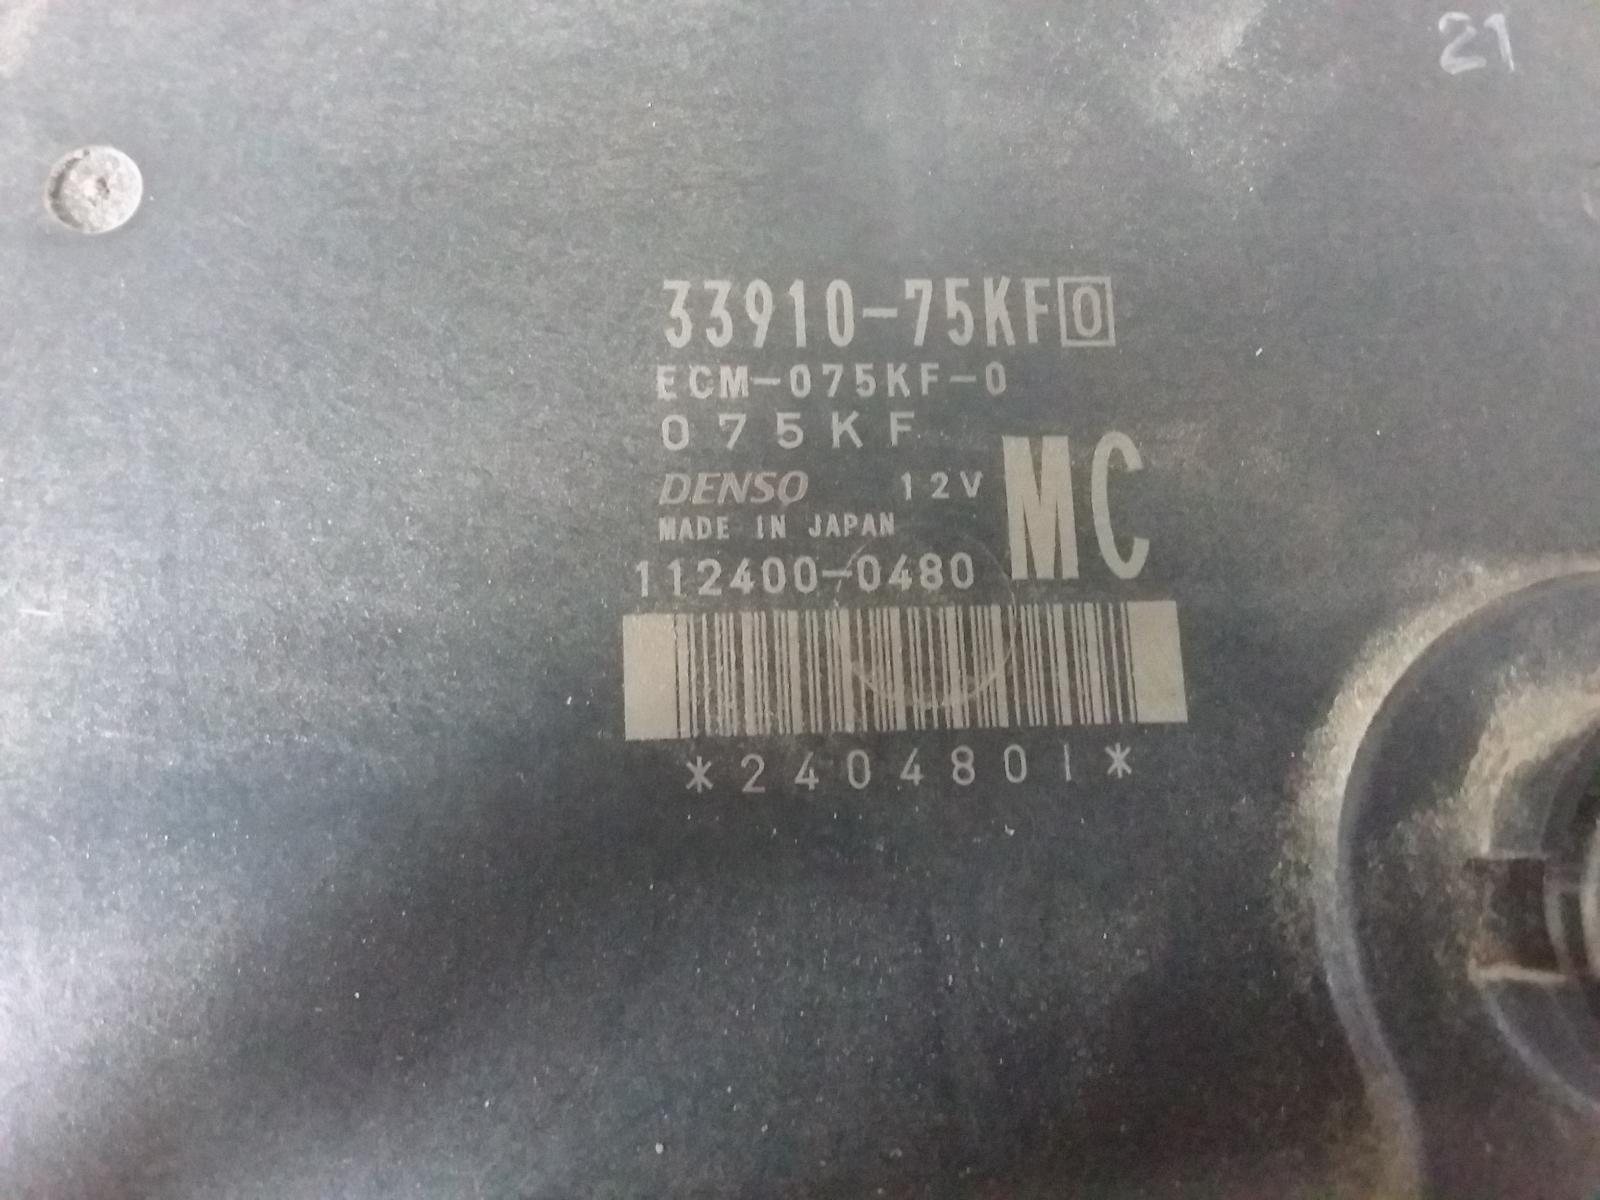 21
33910-75KF0
ECM-075KF-0
075KF
DENSO 12V MC
MADE IN JAPAN
112400-0480
*2404801*